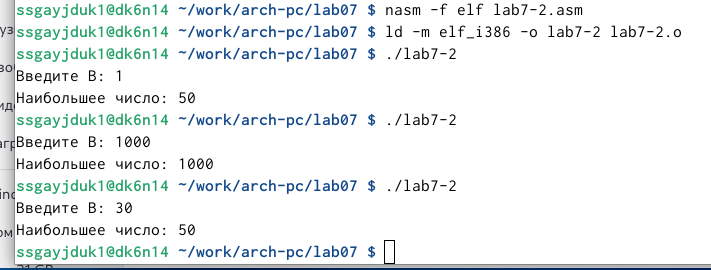 ssgayjduk1@dk6n14 ~/work/arch-pc/lab07 $ nasm -f elf lab7-2.asm
ssgayjduk1@dk6n14 ~/work/arch-pc/lab07 $ ld -m elf_i386 -o lab7-2 lab7-2.o
ssgayjduk1@dk6n14 ~/work/arch-pc/lab07 $ ./lab7-2
Введите B: 1
Наибольшее число: 50
ssgayjduk1@dk6n14 ~/work/arch-pc/lab07 $ ./lab7-2
Введите B: 1000
Наибольшее число: 1000
ssgayjduk1@dk6n14 ~/work/arch-pc/lab07 $ ./lab7-2
Введите B: 30
Наибольшее число: 50
ssgayjduk1@dk6n14 ~/work/arch-pc/lab07 $